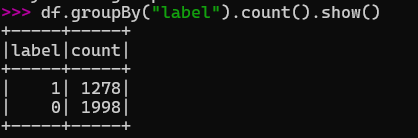 >>> df.groupBy("label").count().show()
+-----+-----+
|label|count|
+-----+-----+
|    1| 1278|
|    0| 1998|
+-----+-----+